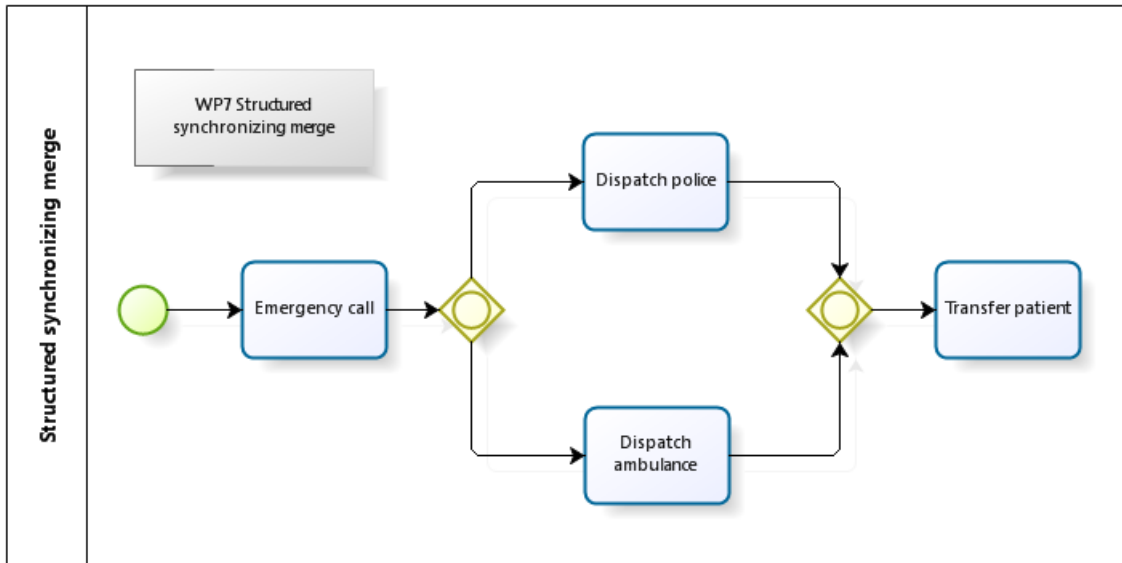 Structured synchronizing merge
WP7 Structured
synchronizing merge
Dispatch police
Emergency call
Transfer patient
Dispatch
ambulance